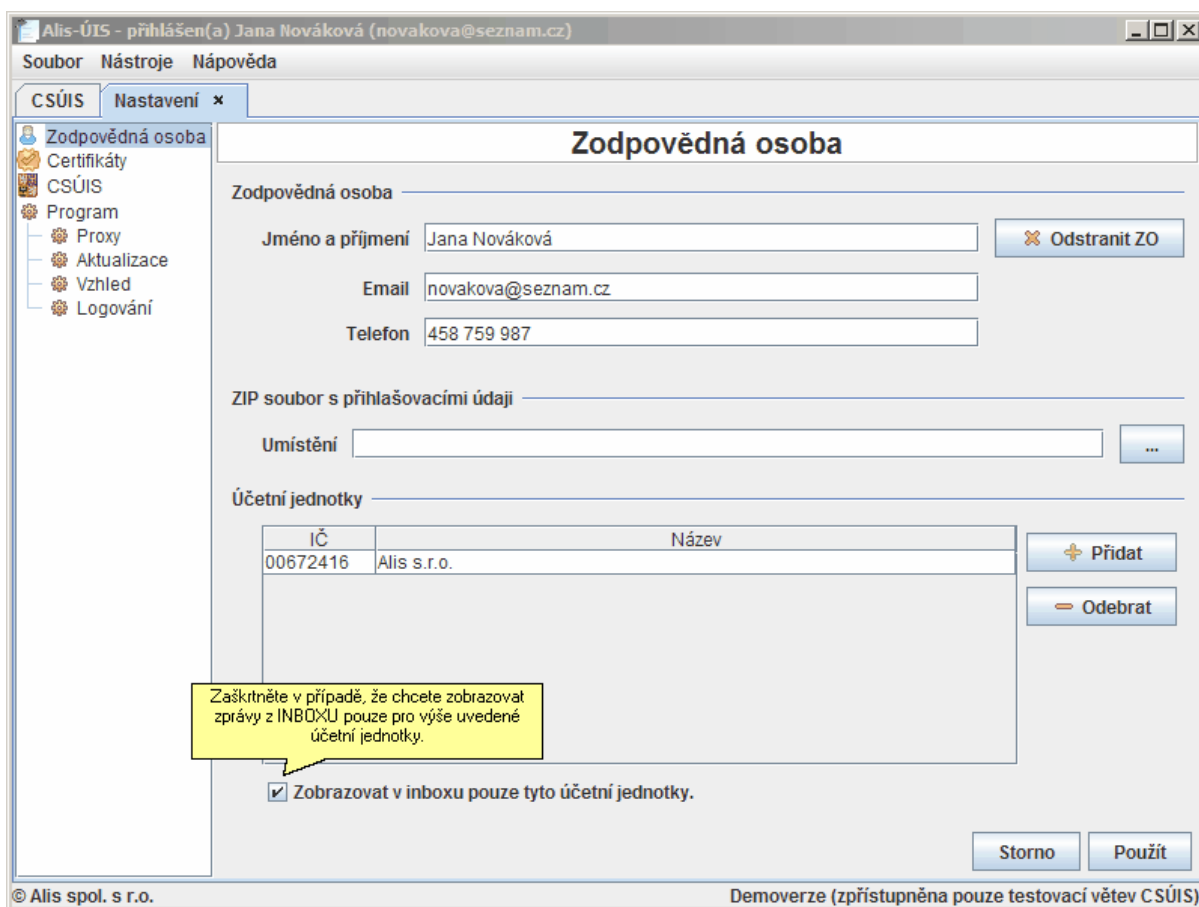 Alis-ÚIS - přihlášen(a) Jana Nováková (novakova@seznam.cz)
Soubor Nástroje Nápověda
CSÚIS Nastavení ×
Zodpovědná osoba
Certifikáty
CSÚIS
Program
Proxy
Aktualizace
Vzhled
Logování
Zodpovědná osoba
Zodpovědná osoba
Jméno a příjmení Jana Nováková Odstranit ZO
Email novakova@seznam.cz
Telefon 458 759 987
ZIP soubor s přihlašovacími údaji
Umístění ...
Účetní jednotky
IČ Název
00672416 Alis s.r.o.
Přidat
Odebrat
Zaškrtněte v případě, že chcete zobrazovat
zprávy z INBOXU pouze pro výše uvedené
účetní jednotky.
Zobrazovat v inboxu pouze tyto účetní jednotky.
Storno Použít
© Alis spol. s r.o. Demoverze (zpřístupněna pouze testovací větev CSÚIS)